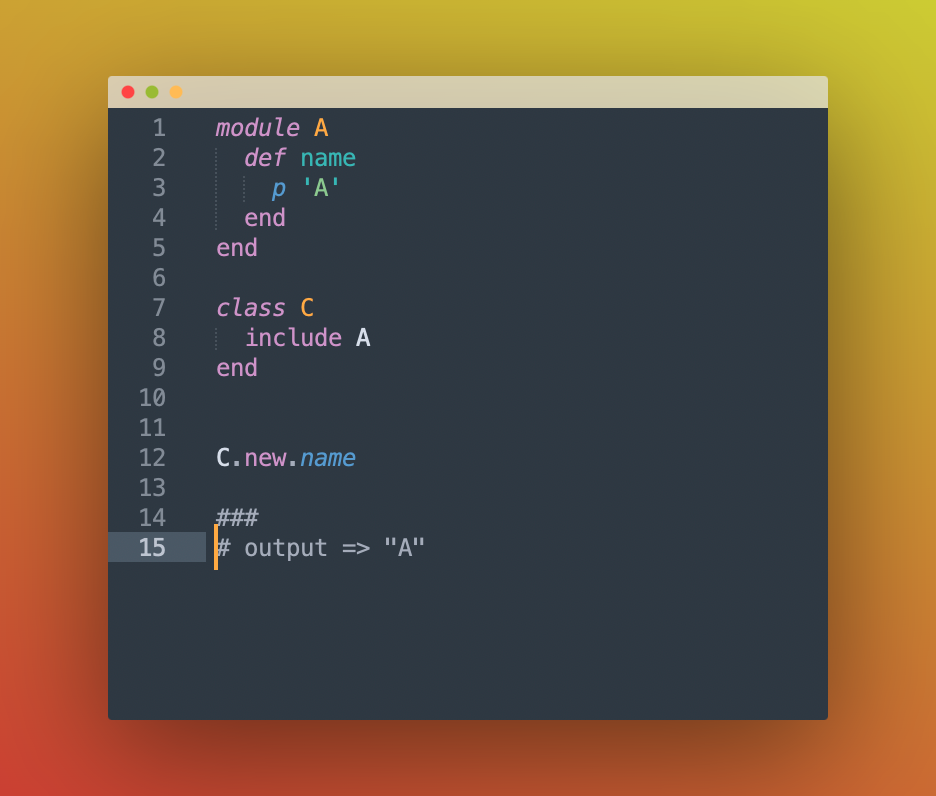 1 module A
2   def name
3     p 'A'
4   end
5 end
6
7 class C
8   include A
9 end
10
11
12 C.new.name
13
14 ###
15 # output => "A"